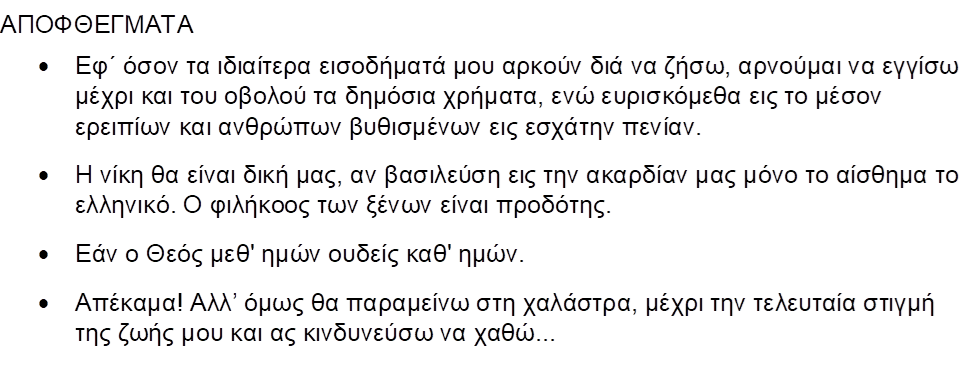 ΑΠΟΦΘΕΓΜΑΤΑ
• Εφ΄ όσον τα ιδιαίτερα εισοδήματά μου αρκούν διά να ζήσω, αρνούμαι να εγγίσω
μέχρι και του οβολού τα δημόσια χρήματα, ενώ ευρισκόμεθα εις το μέσον
ερειπίων και ανθρώπων βυθισμένων εις εσχάτην πενίαν.
• Η νίκη θα είναι δική μας, αν βασιλεύση εις την ακαρδίαν μας μόνο το αίσθημα το
ελληνικό. Ο φιλήκοος των ξένων είναι προδότης.
• Εάν ο Θεός μεθ' ημών ουδείς καθ' ημών.
• Απέκαμα! Αλλ’ όμως θα παραμείνω στη χαλάστρα, μέχρι την τελευταία στιγμή
της ζωής μου και ας κινδυνεύσω να χαθώ...